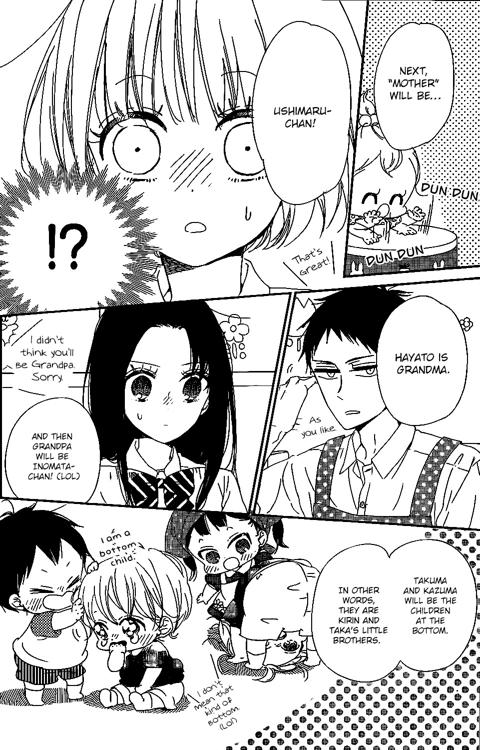 NEXT,
"MOTHER"
WILL BE...
DUN DUN
DUN DUN
USHIMARU-
CHAN!
That's
Great!
!?
HAYATO IS
GRANDMA.
As
you like
I didn't
think you'll
Be Grandpa.
Sorry.
AND THEN
GRANDPA
WILL BE
INOMATA-
CHAN! (LOL)
TAKUMA
AND KAZUMA
WILL BE THE
CHILDREN
AT THE
BOTTOM.
IN OTHER
WORDS,
THEY ARE
KIRIN AND
TAKA'S LITTLE
BROTHERS.
I am a
bottom
child.
I don't
mean that
kind of
Bottom.
(Lol)